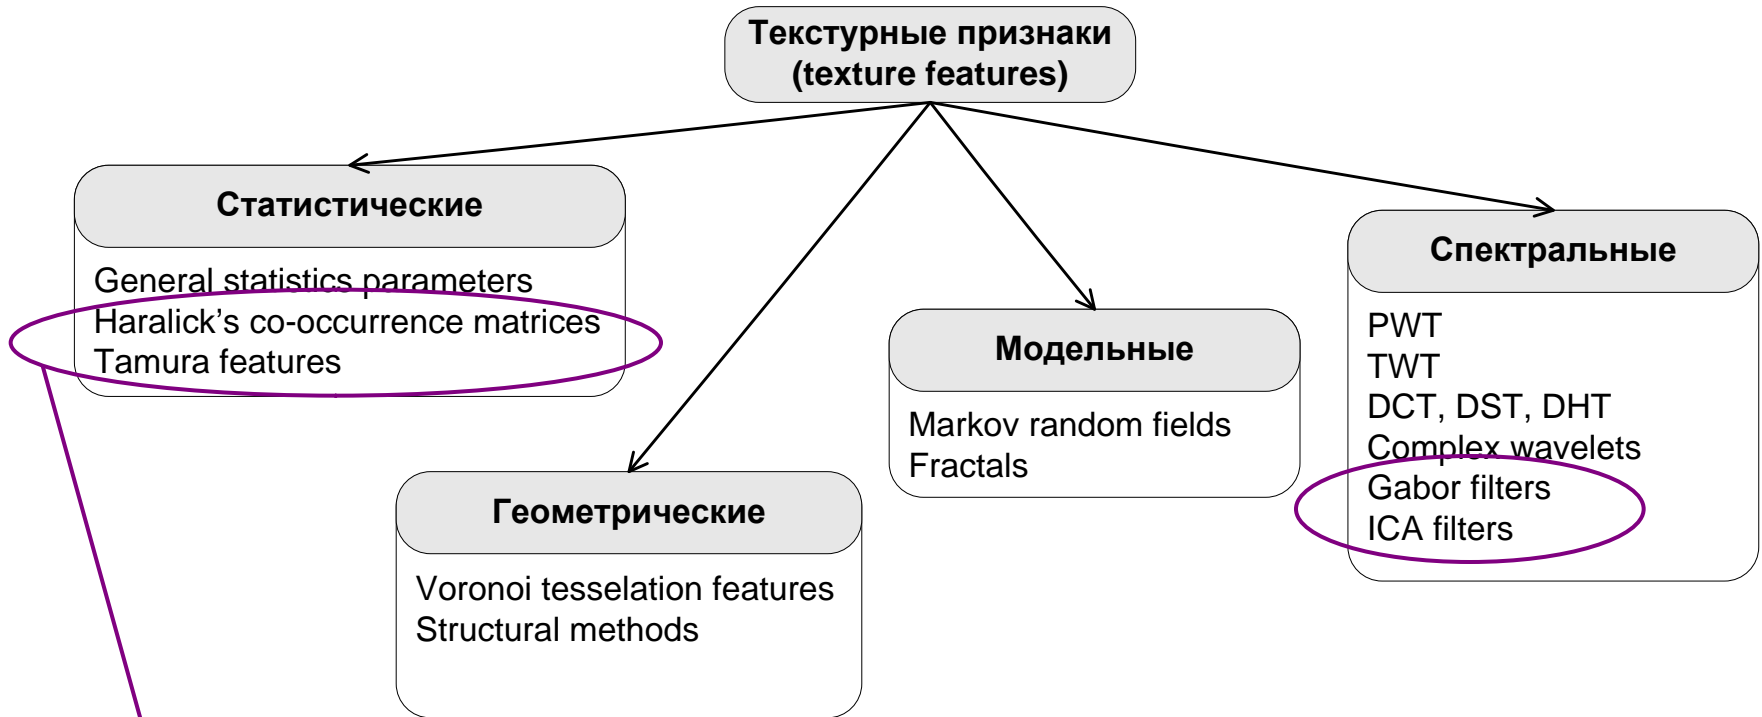 Текстурные признаки
(texture features)
Статистические
General statistics parameters
Haralick’s co-occurrence matrices
Tamura features
Геометрические
Voronoi tesselation features
Structural methods
Модельные
Markov random fields
Fractals
Спектральные
PWT
TWT
DCT, DST, DHT
Complex wavelets
Gabor filters
ICA filters